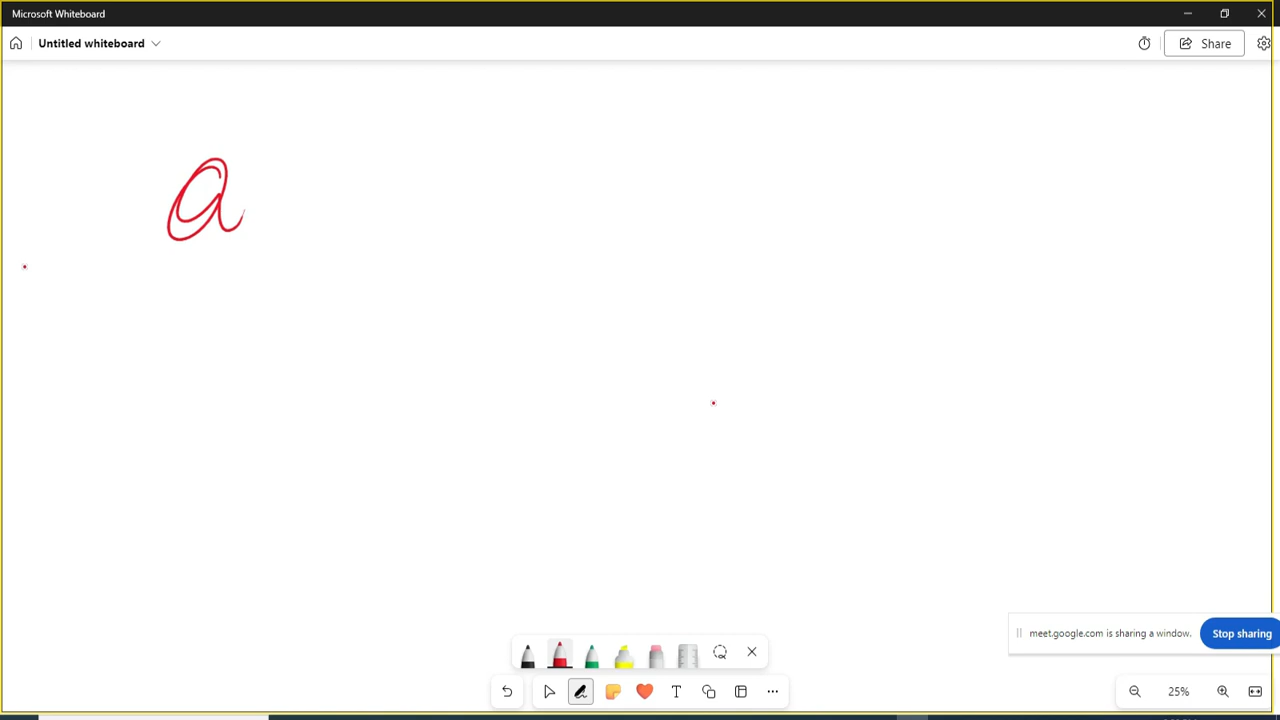 Microsoft Whiteboard
Untitled whiteboard
Share
a
meet.google.com is sharing a window.
Stop sharing
T
25%